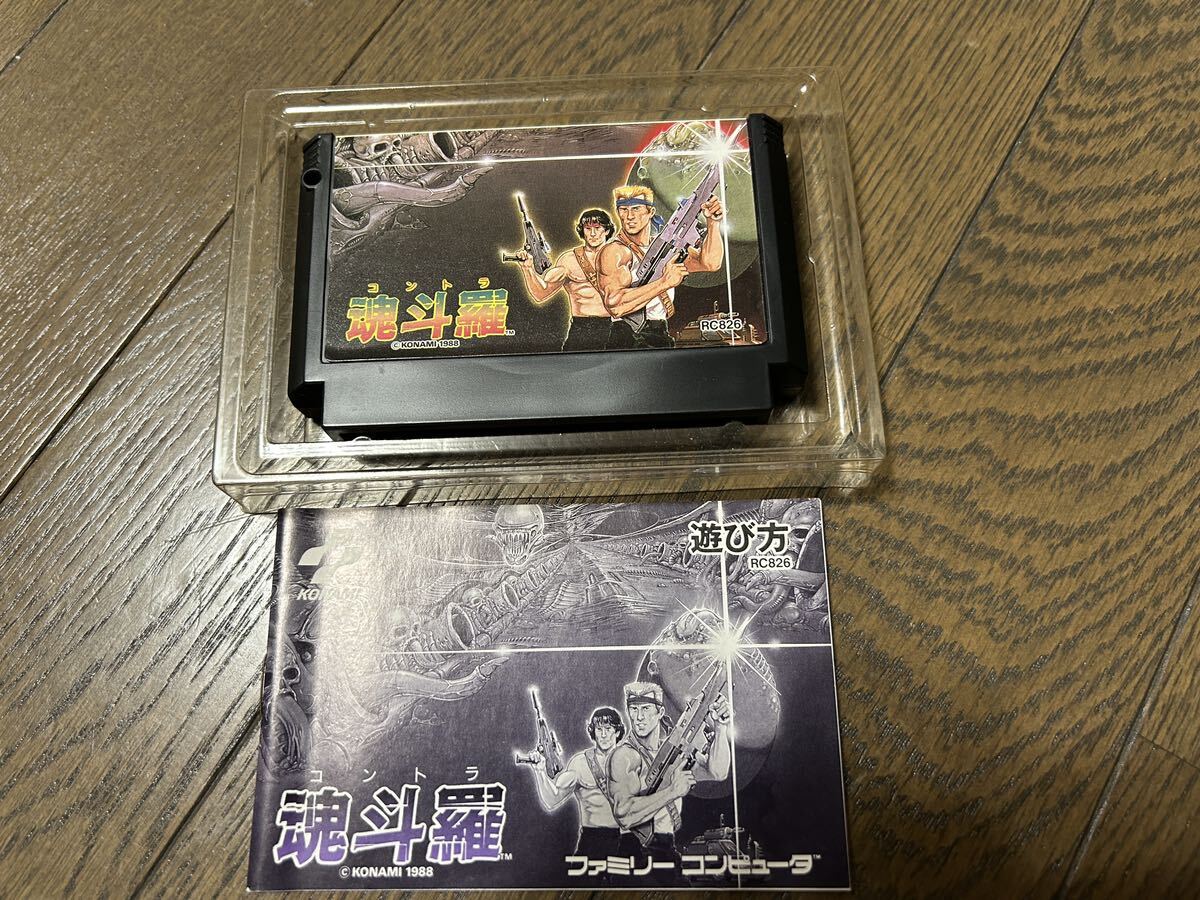 コントラ
魂斗羅™
© KONAMI 1988
RC826
KONAMI
遊び方
RC826
コントラ
魂斗羅™
© KONAMI 1988
ファミリーコンピュータ™